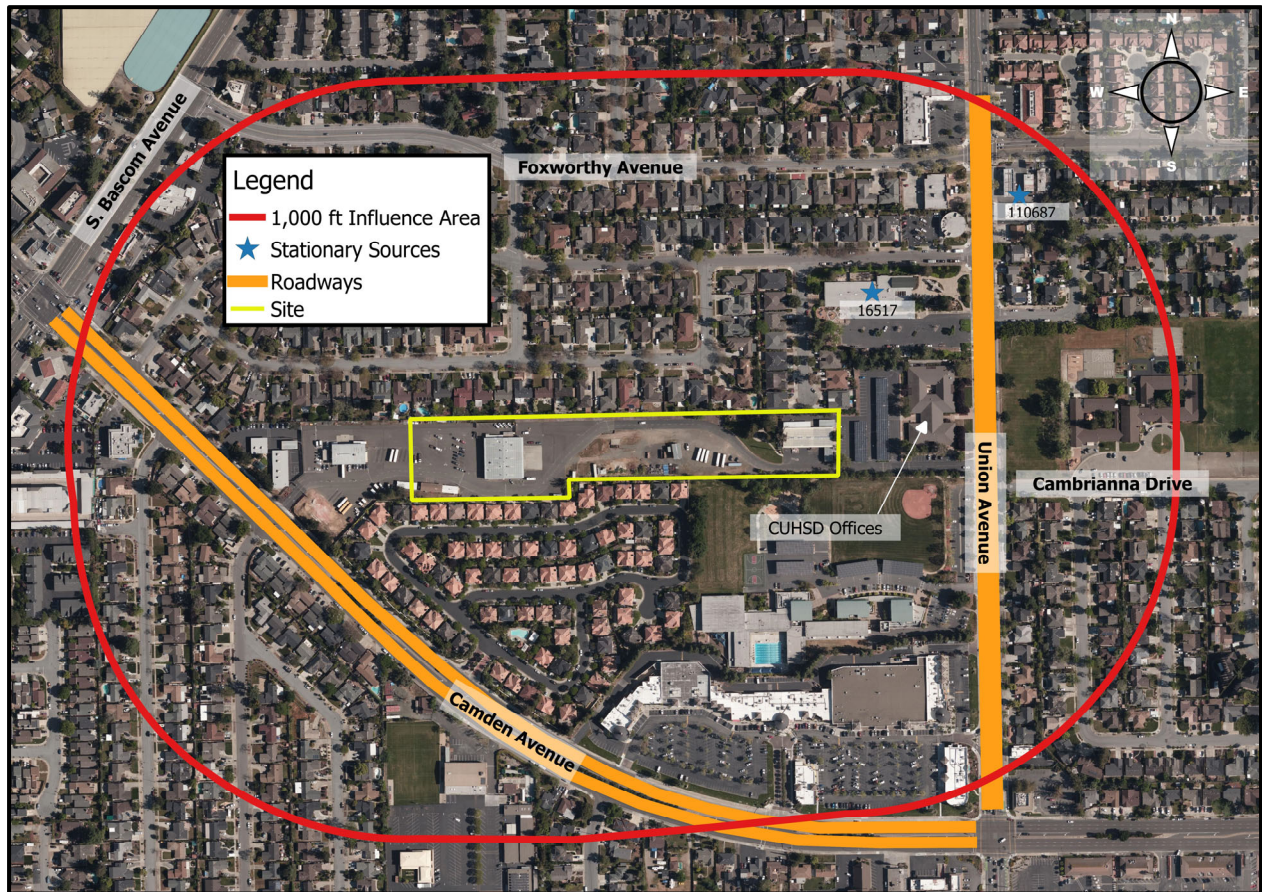 N
W
E
S
S. Bascom Avenue
Foxworthy Avenue
Legend
1,000 ft Influence Area
Stationary Sources
Roadways
Site
110687
16517
Union Avenue
Cambrianna Drive
CUHSD Offices
Camden Avenue